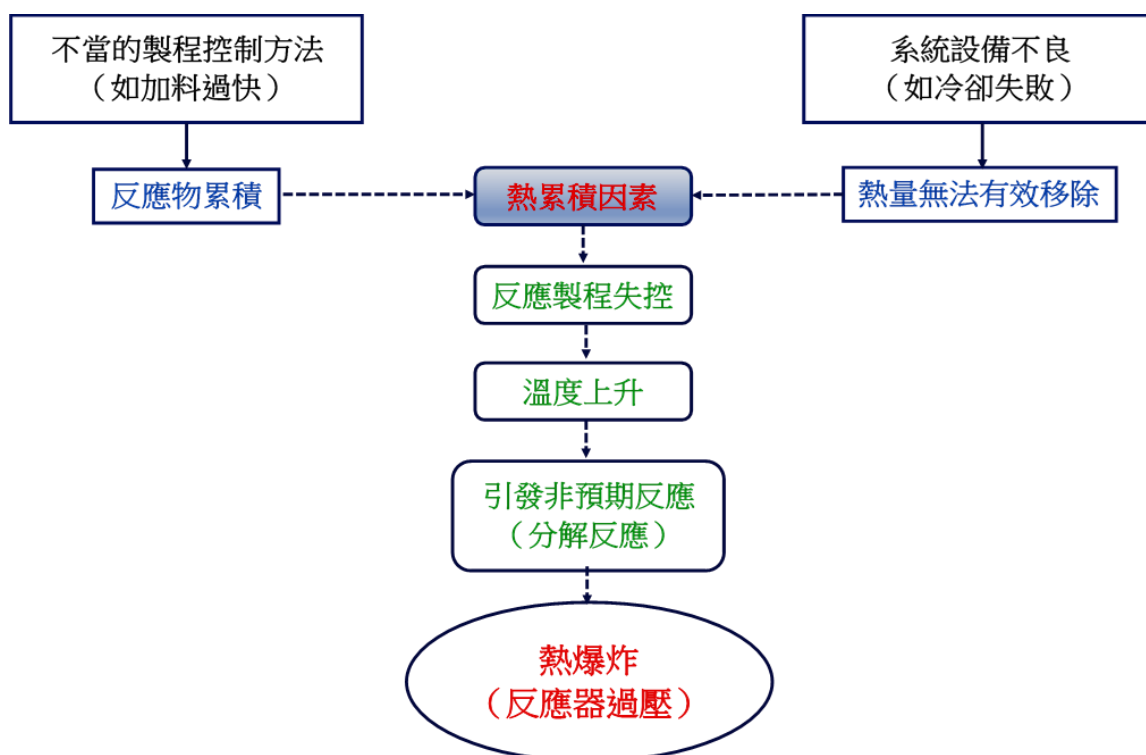 不當的製程控制方法
（如加料過快）
系統設備不良
（如冷卻失敗）
反應物累積
熱累積因素
熱量無法有效移除
反應製程失控
溫度上升
引發非預期反應
（分解反應）
熱爆炸
（反應器過壓）